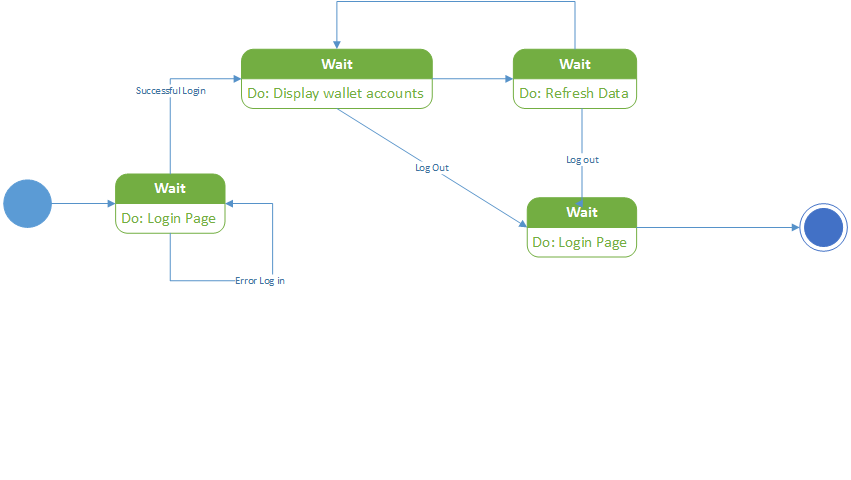 Wait
Do: Display wallet accounts
Wait
Do: Refresh Data
Successful Login
Log Out
Log out
Wait
Do: Login Page
Wait
Do: Login Page
Error Log in